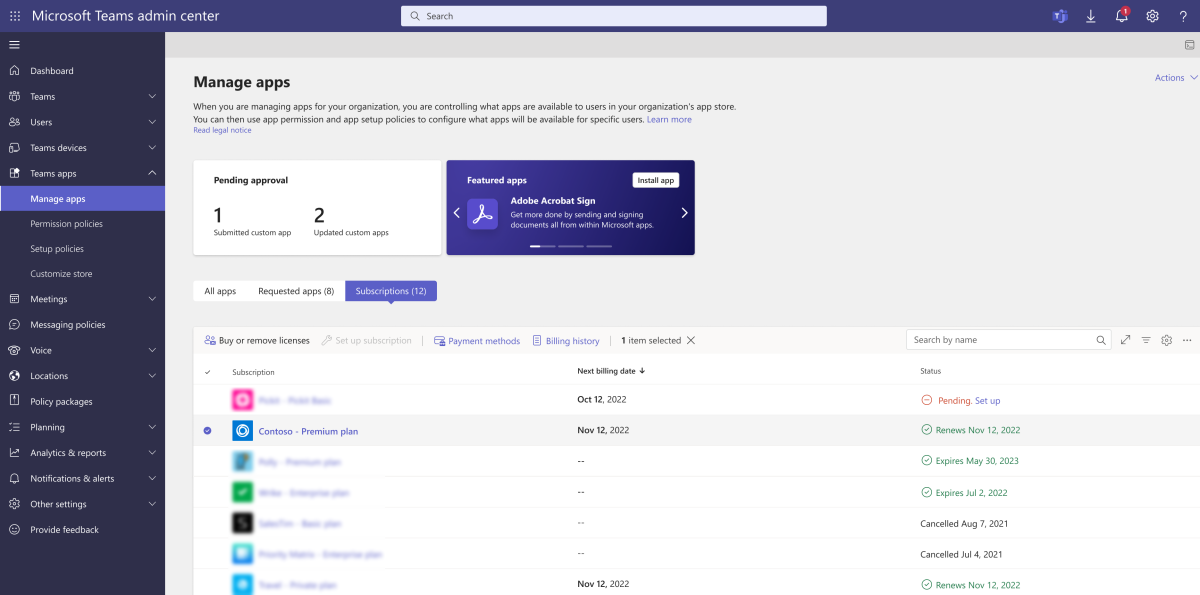 Microsoft Teams admin center
Search
1
Dashboard
Teams
Users
Teams devices
Teams apps
Manage apps
Permission policies
Setup policies
Customize store
Meetings
Messaging policies
Voice
Locations
Policy packages
Planning
Analytics & reports
Notifications & alerts
Other settings
Provide feedback
Manage apps
Actions
When you are managing apps for your organization, you are controlling what apps are available to users in your organization's app store.
You can then use app permission and app setup policies to configure what apps will be available for specific users. Learn more
Read legal notice
Pending approval
1 2
Submitted custom app Updated custom apps
Featured apps
Install app
Adobe Acrobat Sign
Get more done by sending and signing
documents all from within Microsoft apps.
All apps Requested apps (8) Subscriptions (12)
Buy or remove licenses Set up subscription | Payment methods Billing history | 1 item selected
Search by name
Subscription Next billing date Status
Oct 12, 2022 Pending. Set up
Contoso - Premium plan Nov 12, 2022 Renews Nov 12, 2022
-- Expires May 30, 2023
-- Expires Jul 2, 2022
-- Cancelled Aug 7, 2021
-- Cancelled Jul 4, 2021
Nov 12, 2022 Renews Nov 12, 2022